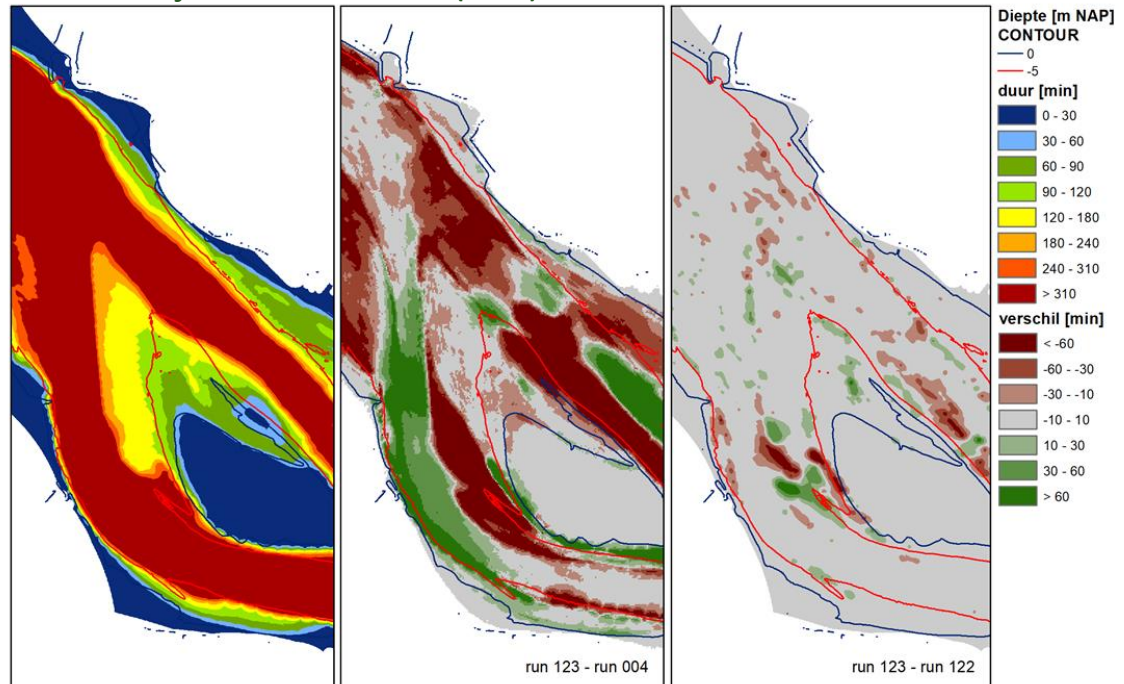 Diepte [m NAP]
CONTOUR
0
-5
duur [min]
0 - 30
30 - 60
60 - 90
90 - 120
120 - 180
180 - 240
240 - 310
> 310
verschil [min]
< -60
-60 - -30
-30 - -10
-10 - 10
10 - 30
30 - 60
> 60
run 123 - run 004
run 123 - run 122